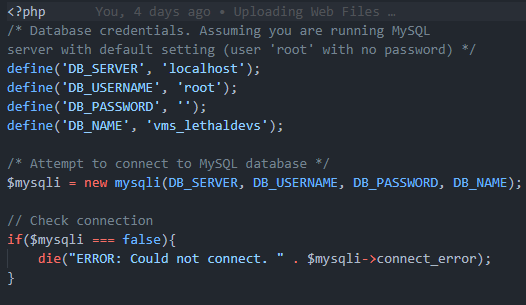 <?php You, 4 days ago • Uploading Web Files …
/* Database credentials. Assuming you are running MySQL
server with default setting (user 'root' with no password) */
define('DB_SERVER', 'localhost');
define('DB_USERNAME', 'root');
define('DB_PASSWORD', '');
define('DB_NAME', 'vms_lethaldevs');

/* Attempt to connect to MySQL database */
$mysqli = new mysqli(DB_SERVER, DB_USERNAME, DB_PASSWORD, DB_NAME);

// Check connection
if($mysqli === false){
    die("ERROR: Could not connect. " . $mysqli->connect_error);
}